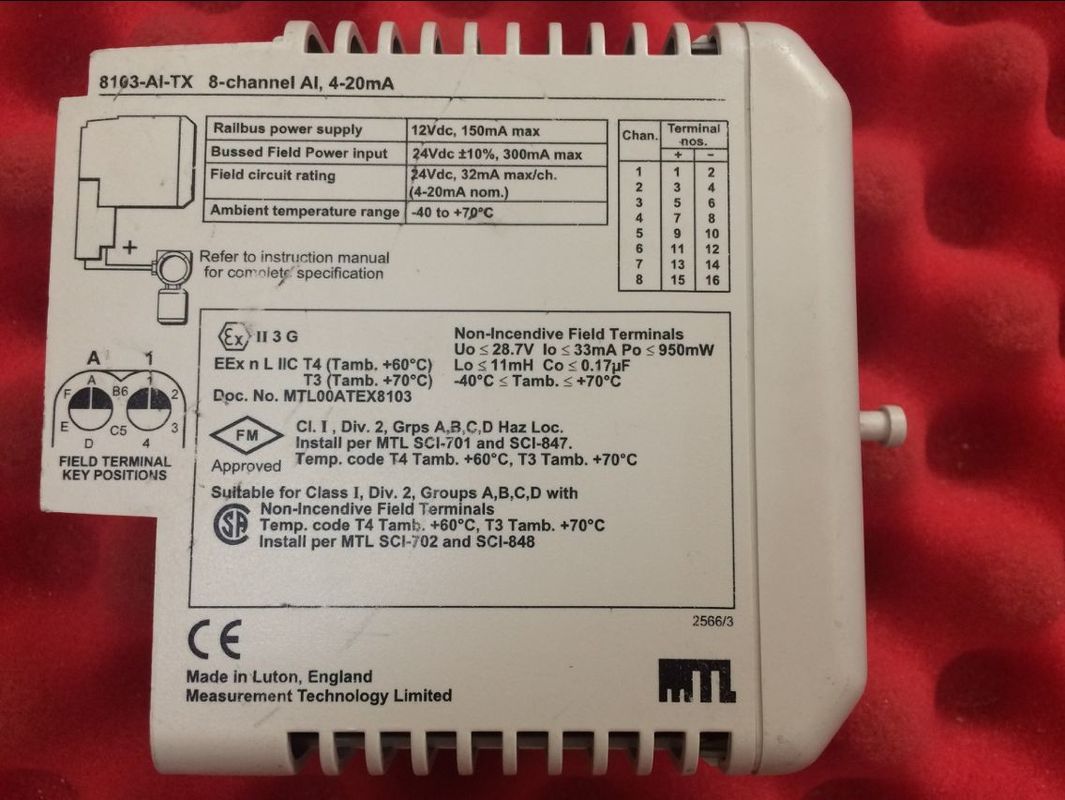 8103-AI-TX 8-channel AI, 4-20mA
Railbus power supply 12Vdc, 150mA max
Bussed Field Power input 24Vdc ±10%, 300mA max
Field circuit rating 24Vdc, 32mA max/ch.
(4-20mA nom.)
Ambient temperature range -40 to +70°C
Chan. Terminal nos.
+ −
1 1 2
2 3 4
3 5 6
4 7 8
5 9 10
6 11 12
7 13 14
8 15 16
+
Refer to instruction manual
for complete specification
A 1
A 1
F B6 2
E C5 3
D 4
FIELD TERMINAL
KEY POSITIONS
Ex II 3 G
EEx n L IIC T4 (Tamb. +60°C)
T3 (Tamb. +70°C)
Doc. No. MTL00ATEX8103
Non-Incendive Field Terminals
Uo ≤ 28.7V Io ≤ 33mA Po ≤ 950mW
Lo ≤ 11mH Co ≤ 0.17µF
-40°C ≤ Tamb. ≤ +70°C
FM
Approved
Cl. I , Div. 2, Grps A,B,C,D Haz Loc.
Install per MTL SCI-701 and SCI-847.
Temp. code T4 Tamb. +60°C, T3 Tamb. +70°C
Suitable for Class I, Div. 2, Groups A,B,C,D with
SA
Non-Incendive Field Terminals
Temp. code T4 Tamb. +60°C, T3 Tamb. +70°C
Install per MTL SCI-702 and SCI-848
2566/3
CE
Made in Luton, England
Measurement Technology Limited
MTL